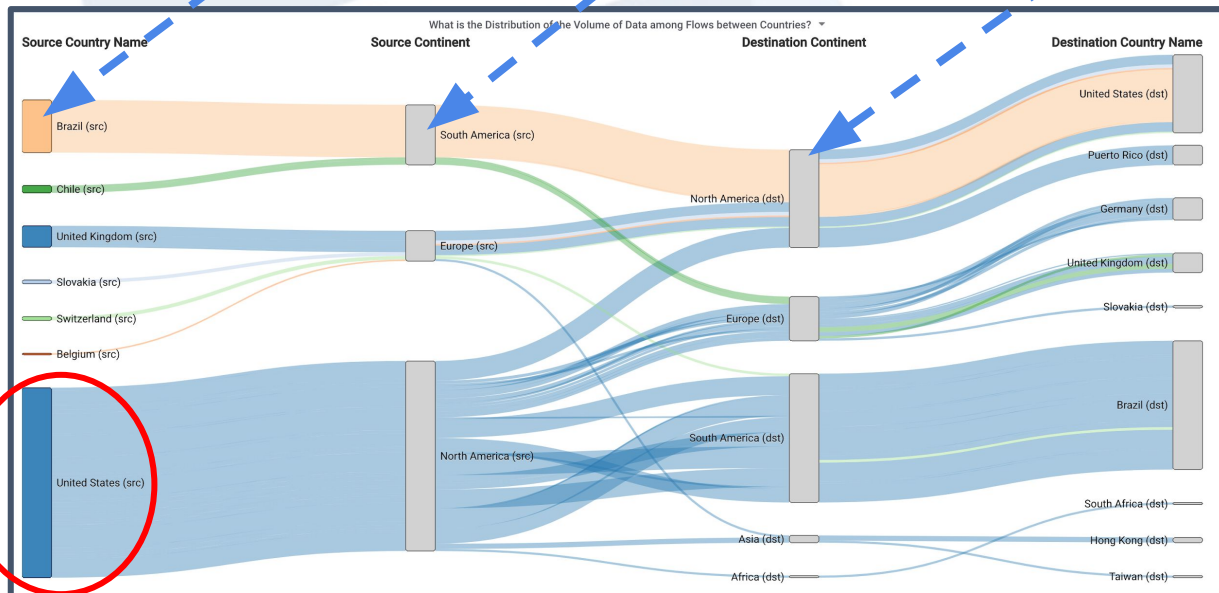 What is the Distribution of the Volume of Data among Flows between Countries?
Source Country Name
Source Continent
Destination Continent
Destination Country Name
Brazil (src)
Chile (src)
United Kingdom (src)
Slovakia (src)
Switzerland (src)
Belgium (src)
United States (src)
South America (src)
Europe (src)
North America (src)
North America (dst)
Europe (dst)
South America (dst)
Asia (dst)
Africa (dst)
United States (dst)
Puerto Rico (dst)
Germany (dst)
United Kingdom (dst)
Slovakia (dst)
Brazil (dst)
South Africa (dst)
Hong Kong (dst)
Taiwan (dst)